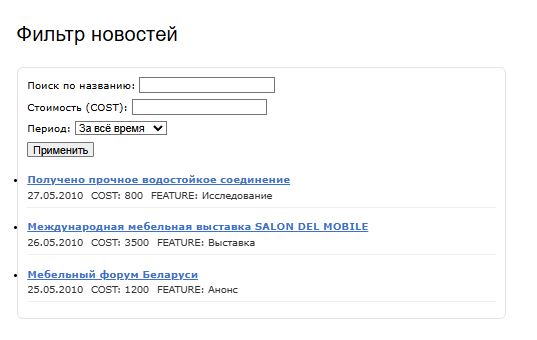 Фильтр новостей
Поиск по названию:
Стоимость (COST):
Период: За всё время
Применить
Получено прочное водостойкое соединение
27.05.2010 COST: 800 FEATURE: Исследование
Международная мебельная выставка SALON DEL MOBILE
26.05.2010 COST: 3500 FEATURE: Выставка
Мебельный форум Беларуси
25.05.2010 COST: 1200 FEATURE: Анонс